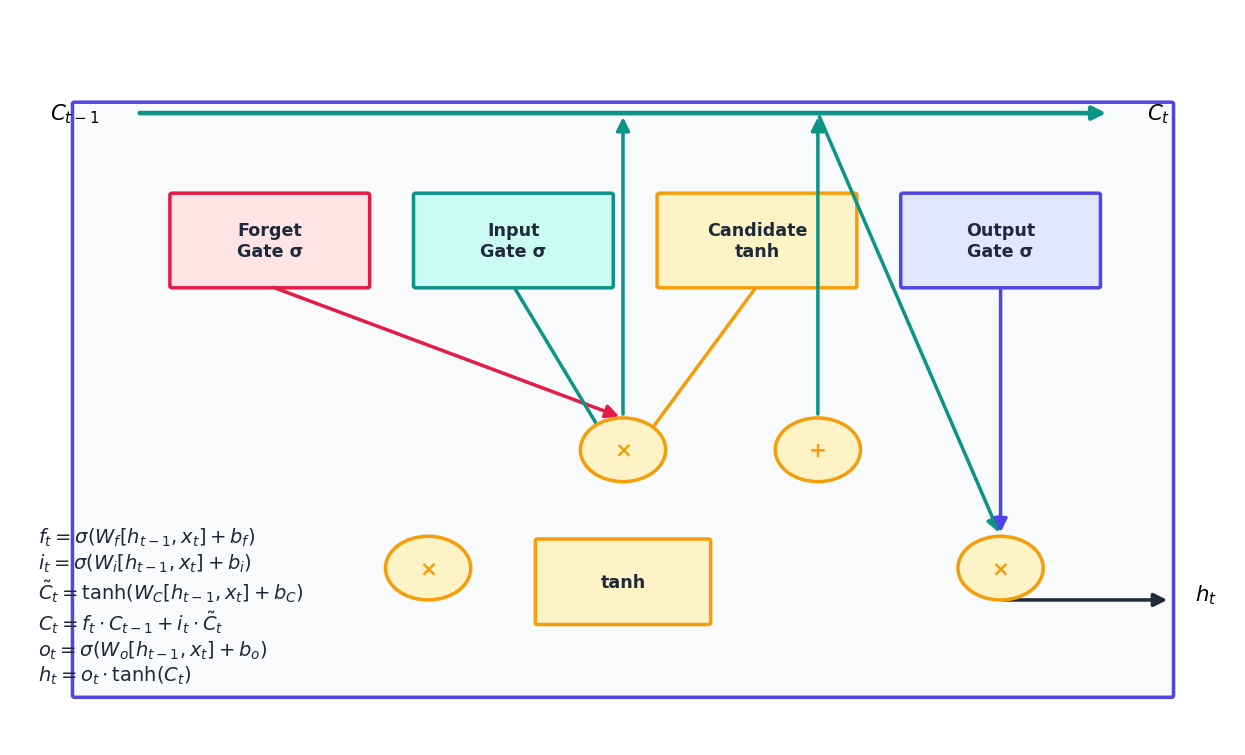 C_{t−1}
C_t
Forget
Gate σ
Input
Gate σ
Candidate
tanh
Output
Gate σ
×
+
×
tanh
×
h_t
f_t = σ(W_f[h_{t−1}, x_t] + b_f)
i_t = σ(W_i[h_{t−1}, x_t] + b_i)
C̃_t = tanh(W_C[h_{t−1}, x_t] + b_C)
C_t = f_t · C_{t−1} + i_t · C̃_t
o_t = σ(W_o[h_{t−1}, x_t] + b_o)
h_t = o_t · tanh(C_t)